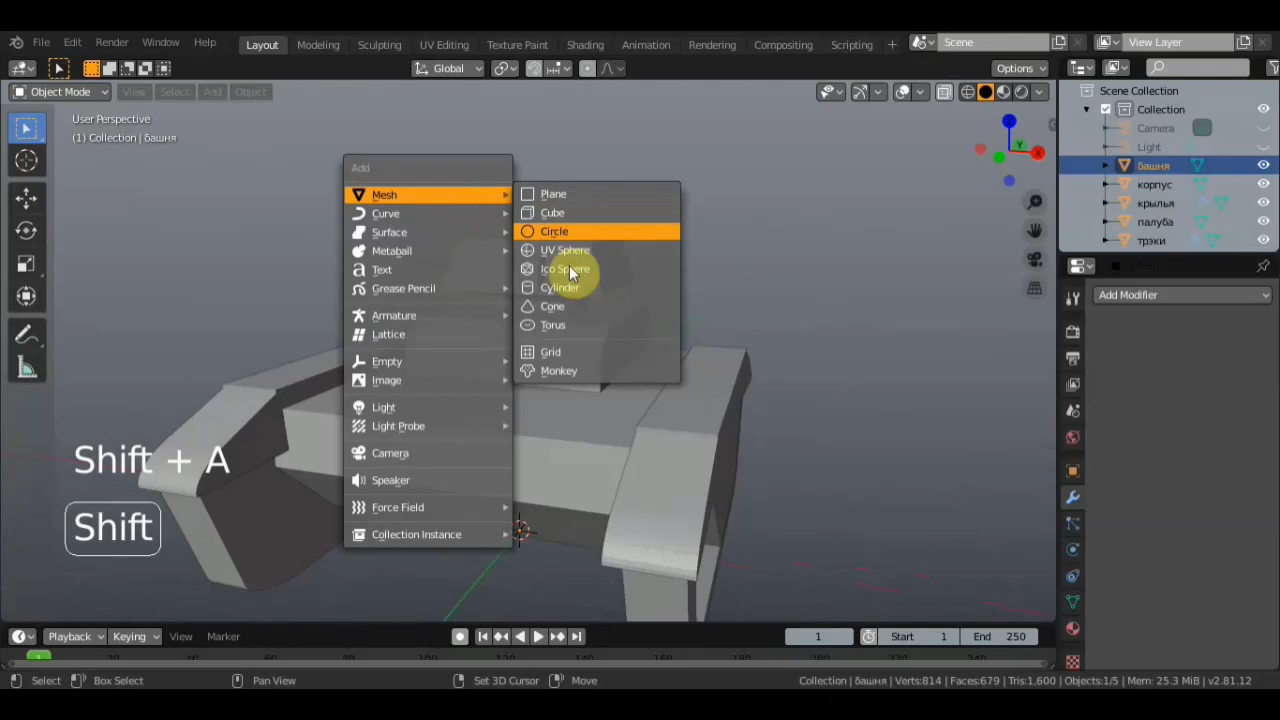 File Edit Render Window Help Layout Modeling Sculpting UV Editing Texture Paint Shading Animation Rendering Compositing Scripting + Scene View Layer
Global Options
Object Mode View Select Add Object
User Perspective
(1) Collection | башня
Scene Collection
Collection
Camera
Light
башня
корпус
крылья
палуба
трэки
Add Modifier
Add
Mesh
Curve
Surface
Metaball
Text
Grease Pencil
Armature
Lattice
Empty
Image
Light
Light Probe
Camera
Speaker
Force Field
Collection Instance
Plane
Cube
Circle
UV Sphere
Ico Sphere
Cylinder
Cone
Torus
Grid
Monkey
Y
X
Shift + A
Shift
Playback Keying View Marker 1 Start 1 End 250
Select Box Select Pan View Set 3D Cursor Move Collection | башня | Verts:814 | Faces:679 | Tris:1,600 | Objects:1/5 | Mem: 25.3 MiB | v2.81.12